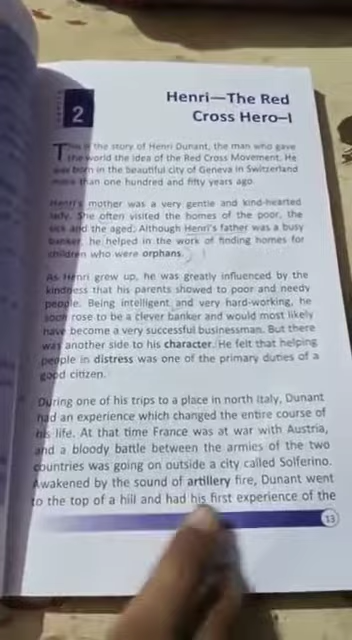 2
Henri—The Red
Cross Hero–I
This is the story of Henri Dunant, the man who gave
the world the idea of the Red Cross Movement. He
was born in the beautiful city of Geneva in Switzerland
more than one hundred and fifty years ago.
Henri's mother was a very gentle and kind-hearted
lady. She often visited the homes of the poor, the
sick and the aged. Although Henri's father was a busy
banker, he helped in the work of finding homes for
children who were orphans.
As Henri grew up, he was greatly influenced by the
kindness that his parents showed to poor and needy
people. Being intelligent and very hard-working, he
soon rose to be a clever banker and would most likely
have become a very successful businessman. But there
was another side to his character. He felt that helping
people in distress was one of the primary duties of a
good citizen.
During one of his trips to a place in north Italy, Dunant
had an experience which changed the entire course of
his life. At that time France was at war with Austria,
and a bloody battle between the armies of the two
countries was going on outside a city called Solferino.
Awakened by the sound of artillery fire, Dunant went
to the top of a hill and had his first experience of the
13